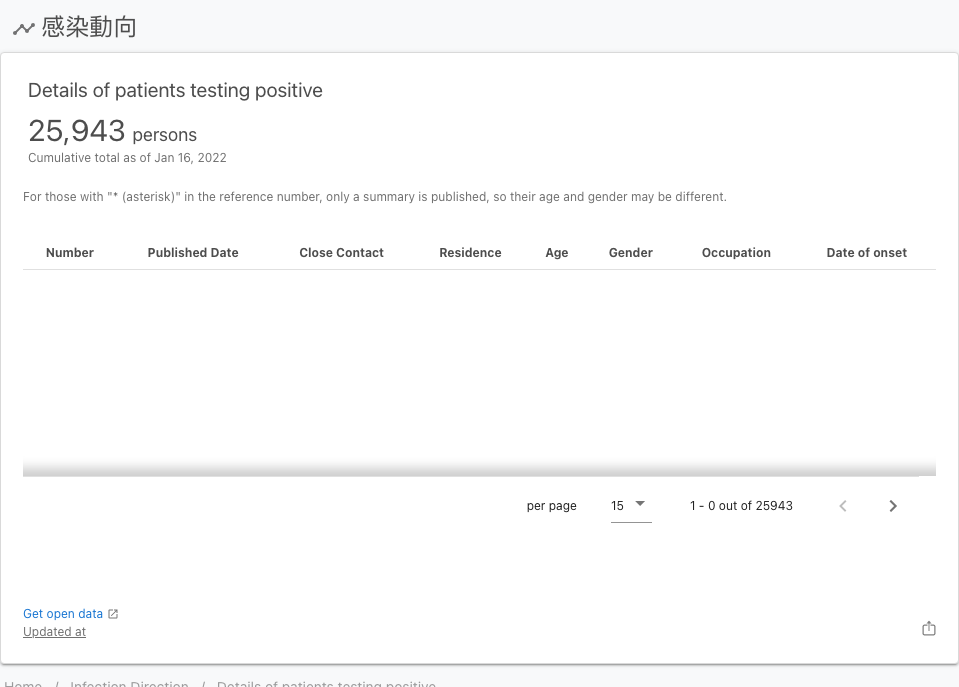 感染動向
Details of patients testing positive
25,943 persons
Cumulative total as of Jan 16, 2022
For those with "* (asterisk)" in the reference number, only a summary is published, so their age and gender may be different.
Number Published Date Close Contact Residence Age Gender Occupation Date of onset
per page 15 1 - 0 out of 25943
Get open data
Updated at
Home / Infection Direction / Details of patients testing positive